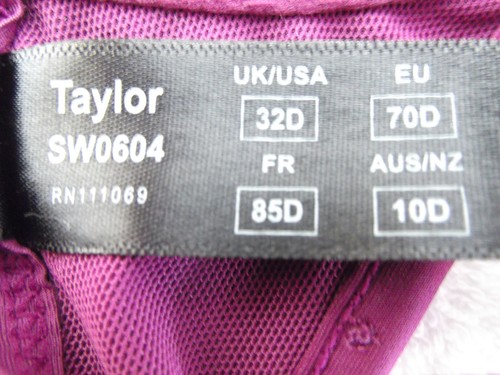 Taylor
SW0604
RN111069
UK/USA
32D
EU
70D
FR
85D
AUS/NZ
10D